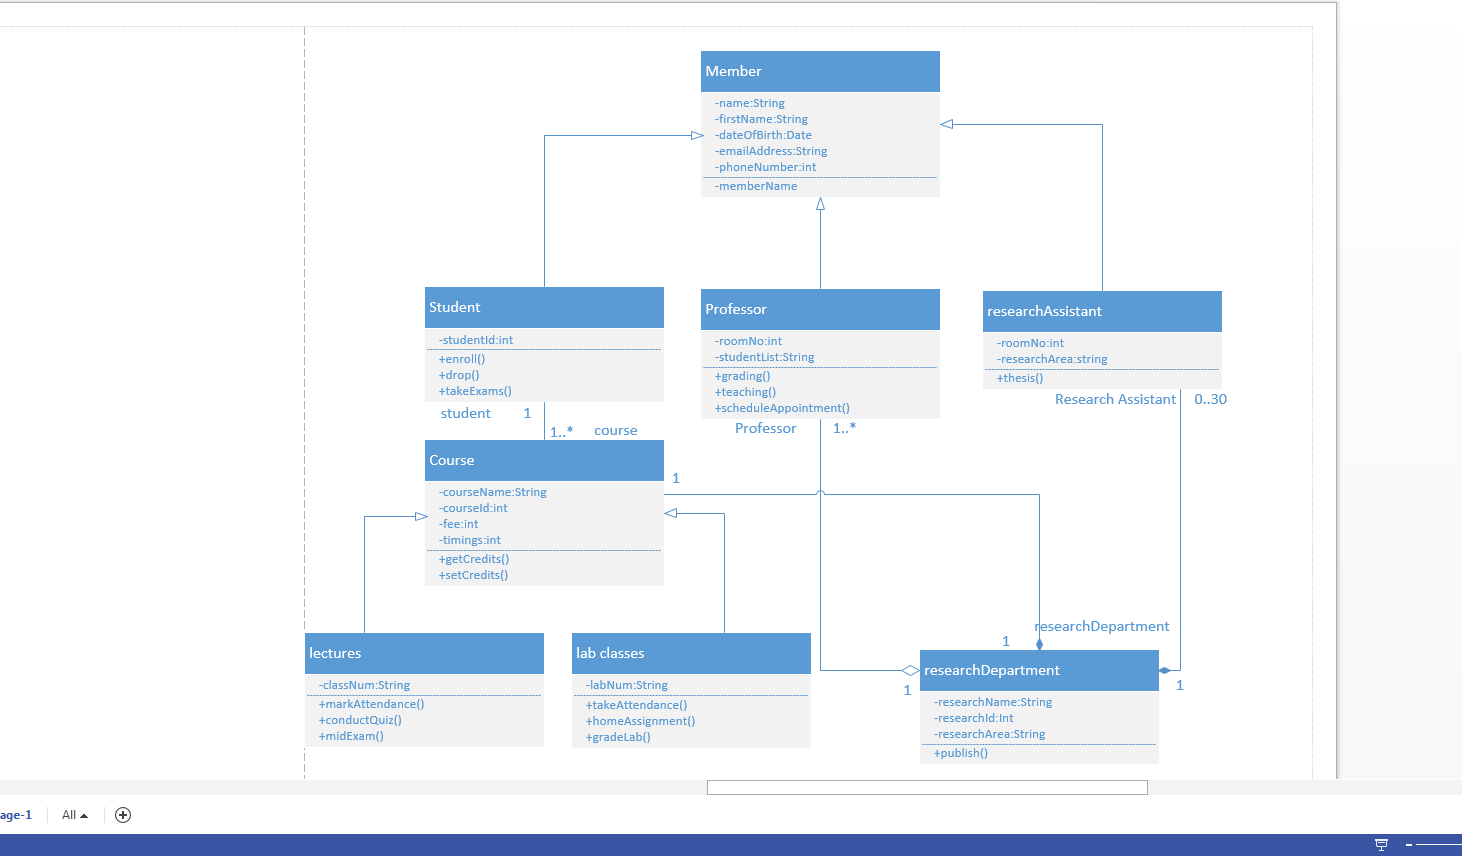 Member
-name:String
-firstName:String
-dateOfBirth:Date
-emailAddress:String
-phoneNumber:int
-memberName
Student
-studentId:int
+enroll()
+drop()
+takeExams()
student 1
1..* course
Professor
-roomNo:int
-studentList:String
+grading()
+teaching()
+scheduleAppointment()
Professor 1..*
researchAssistant
-roomNo:int
-researchArea:string
+thesis()
Research Assistant 0..30
Course
-courseName:String
-courseId:int
-fee:int
-timings:int
+getCredits()
+setCredits()
1
lectures
-classNum:String
+markAttendance()
+conductQuiz()
+midExam()
lab classes
-labNum:String
+takeAttendance()
+homeAssignment()
+gradeLab()
researchDepartment
1
researchDepartment
1
1
-researchName:String
-researchId:Int
-researchArea:String
+publish()
age-1 All